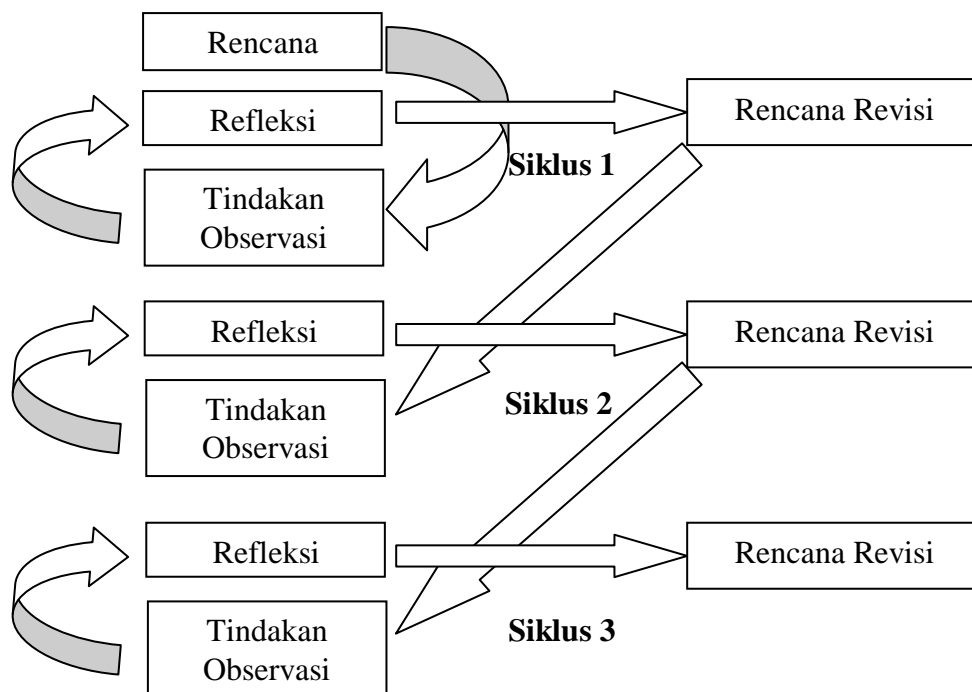 Rencana
Refleksi
Rencana Revisi
Siklus 1
Tindakan
Observasi
Refleksi
Rencana Revisi
Siklus 2
Tindakan
Observasi
Refleksi
Rencana Revisi
Siklus 3
Tindakan
Observasi